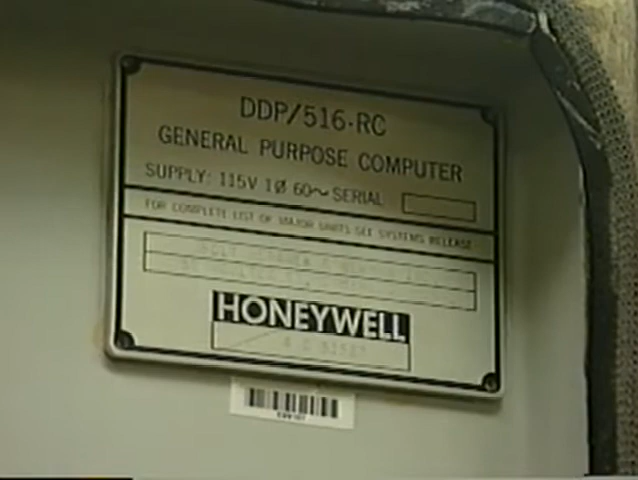 DDP/516-RC
GENERAL PURPOSE COMPUTER
SUPPLY: 115V 1Ø 60~ SERIAL
FOR COMPLETE LIST OF MAJOR UNITS SEE SYSTEMS RELEASE
HONEYWELL